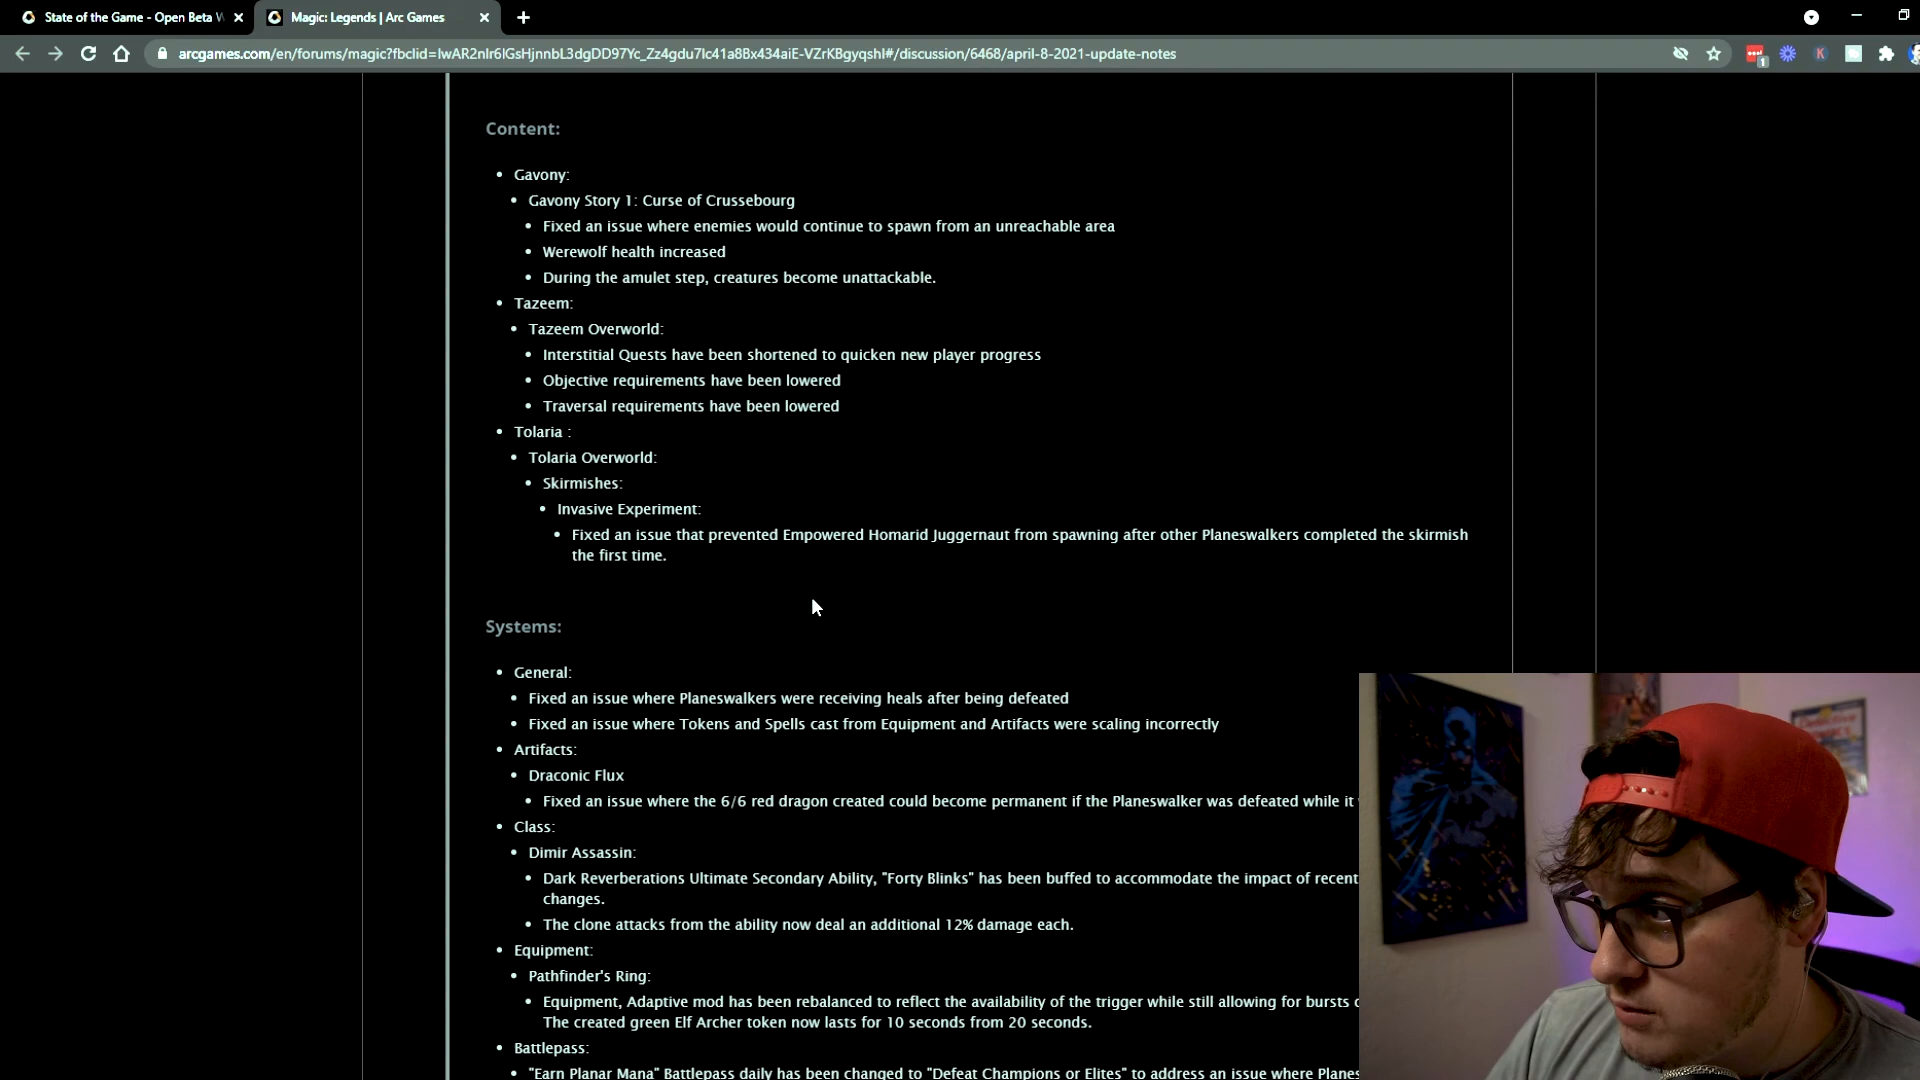 State of the Game - Open Beta
Magic: Legends | Arc Games
arcgames.com/en/forums/magic?fbclid=IwAR2nlr6lGsHjnnbL3dgDD97Yc_Zz4gdu7lc41a8Bx434aiE-VZrKBgyqshI#/discussion/6468/april-8-2021-update-notes
1
K
Content:
• Gavony:
• Gavony Story 1: Curse of Crussebourg
• Fixed an issue where enemies would continue to spawn from an unreachable area
• Werewolf health increased
• During the amulet step, creatures become unattackable.
• Tazeem:
• Tazeem Overworld:
• Interstitial Quests have been shortened to quicken new player progress
• Objective requirements have been lowered
• Traversal requirements have been lowered
• Tolaria :
• Tolaria Overworld:
• Skirmishes:
• Invasive Experiment:
• Fixed an issue that prevented Empowered Homarid Juggernaut from spawning after other Planeswalkers completed the skirmish
the first time.
Systems:
• General:
• Fixed an issue where Planeswalkers were receiving heals after being defeated
• Fixed an issue where Tokens and Spells cast from Equipment and Artifacts were scaling incorrectly
• Artifacts:
• Draconic Flux
• Fixed an issue where the 6/6 red dragon created could become permanent if the Planeswalker was defeated while it
• Class:
• Dimir Assassin:
• Dark Reverberations Ultimate Secondary Ability, "Forty Blinks" has been buffed to accommodate the impact of recent
changes.
• The clone attacks from the ability now deal an additional 12% damage each.
• Equipment:
• Pathfinder's Ring:
• Equipment, Adaptive mod has been rebalanced to reflect the availability of the trigger while still allowing for bursts
The created green Elf Archer token now lasts for 10 seconds from 20 seconds.
• Battlepass:
• "Earn Planar Mana" Battlepass daily has been changed to "Defeat Champions or Elites" to address an issue where